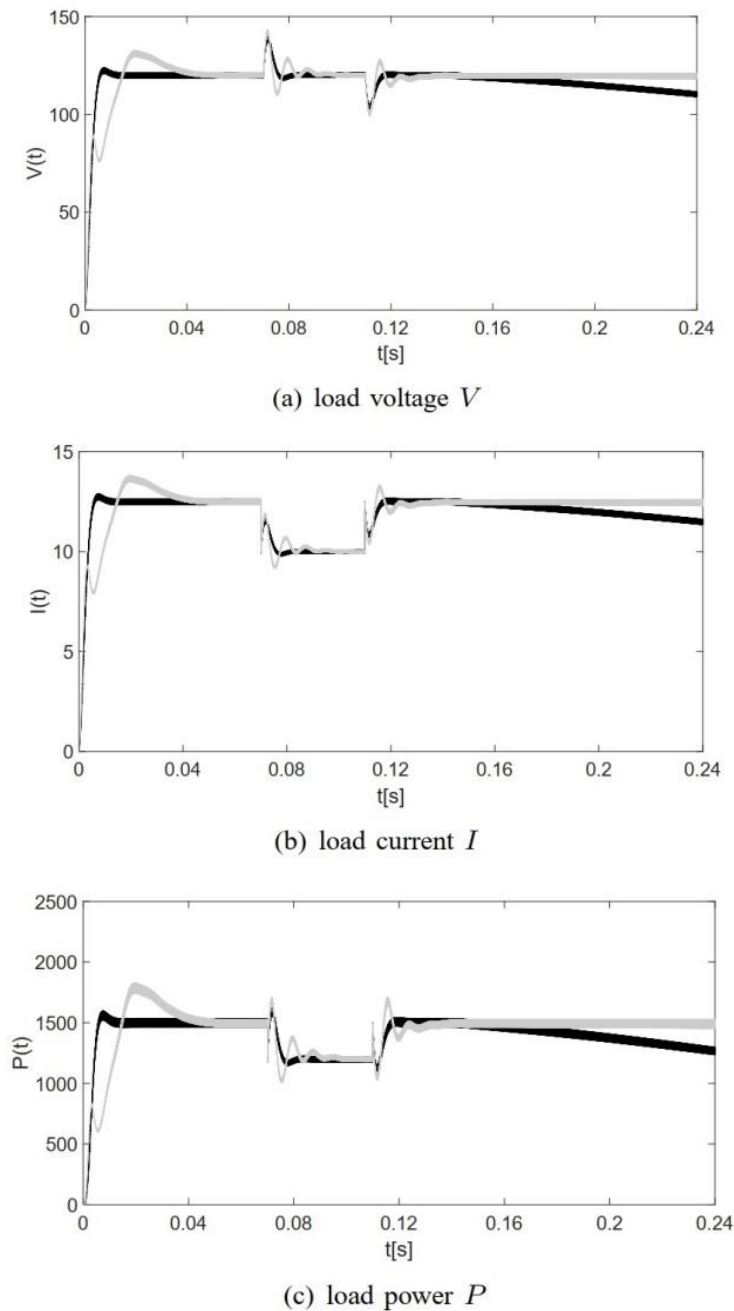 150
100
50
0
V(t)
0 0.04 0.08 0.12 0.16 0.2 0.24
t[s]
(a) load voltage V
15
10
5
0
I(t)
0 0.04 0.08 0.12 0.16 0.2 0.24
t[s]
(b) load current I
2500
2000
1500
1000
500
0
P(t)
0 0.04 0.08 0.12 0.16 0.2 0.24
t[s]
(c) load power P